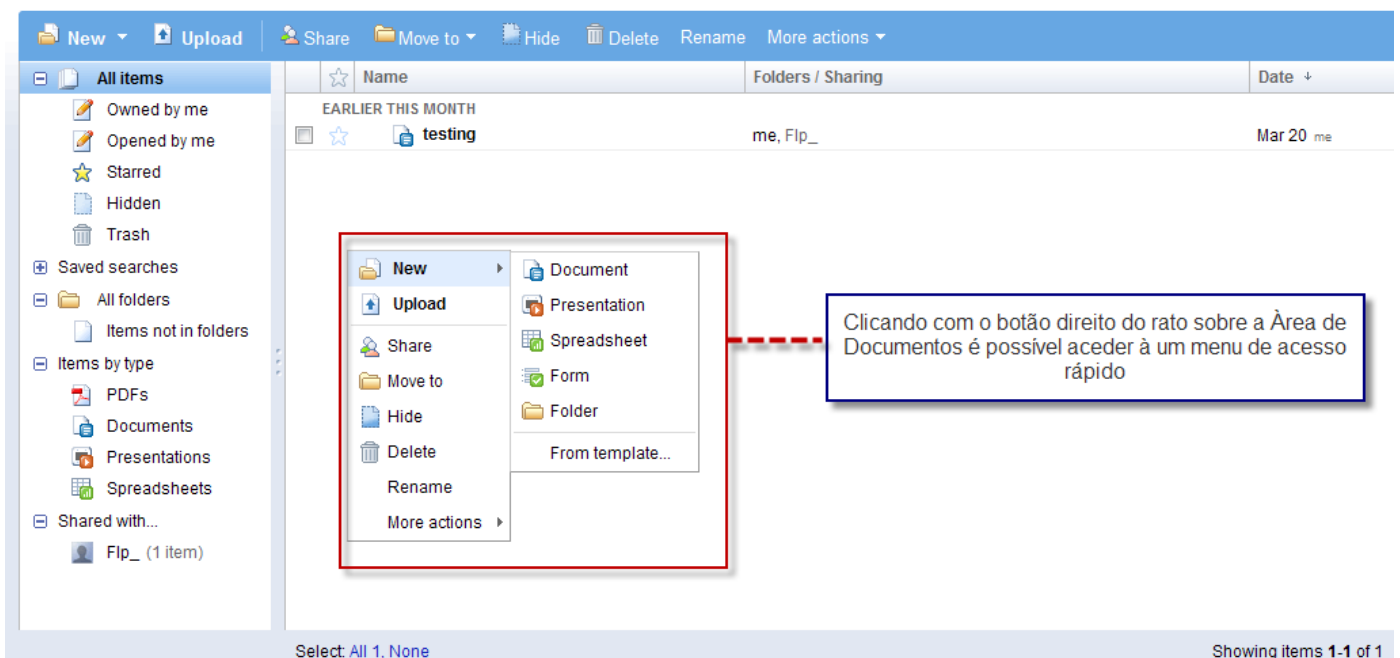 New Upload Share Move to Hide Delete Rename More actions
All items
Owned by me
Opened by me
Starred
Hidden
Trash
Saved searches
All folders
Items not in folders
Items by type
PDFs
Documents
Presentations
Spreadsheets
Shared with...
Flp_ (1 item)
Name Folders / Sharing Date
EARLIER THIS MONTH
testing me, Flp_ Mar 20 me
New
Upload
Share
Move to
Hide
Delete
Rename
More actions
Document
Presentation
Spreadsheet
Form
Folder
From template...
Clicando com o botão direito do rato sobre a Àrea de
Documentos é possível aceder à um menu de acesso
rápido
Select: All 1, None Showing items 1-1 of 1